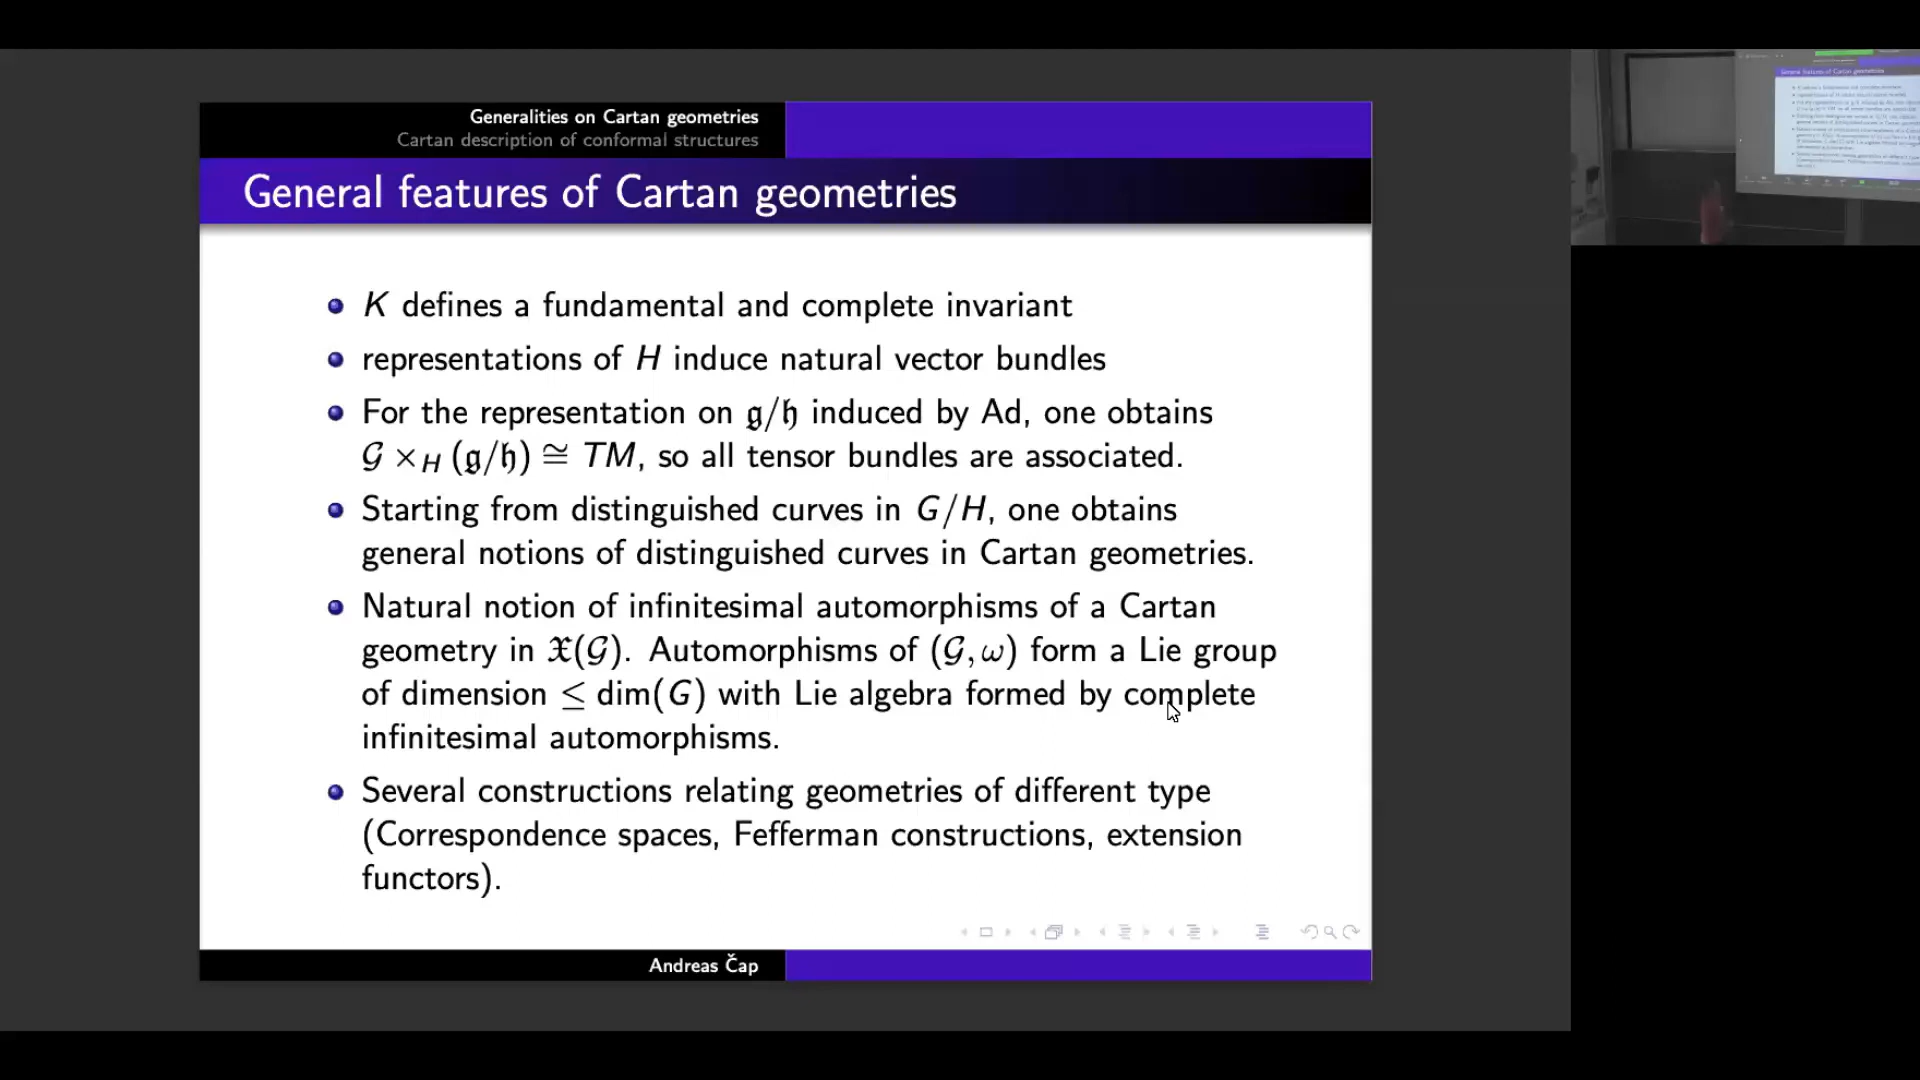 Generalities on Cartan geometries
Cartan description of conformal structures
General features of Cartan geometries
K defines a fundamental and complete invariant
representations of H induce natural vector bundles
For the representation on 𝔤/𝔥 induced by Ad, one obtains
𝒢 ×_H (𝔤/𝔥) ≅ TM, so all tensor bundles are associated.
Starting from distinguished curves in G/H, one obtains
general notions of distinguished curves in Cartan geometries.
Natural notion of infinitesimal automorphisms of a Cartan
geometry in 𝔛(𝒢). Automorphisms of (𝒢, ω) form a Lie group
of dimension ≤ dim(G) with Lie algebra formed by complete
infinitesimal automorphisms.
Several constructions relating geometries of different type
(Correspondence spaces, Fefferman constructions, extension
functors).
Andreas Čap
General features of Cartan geometries